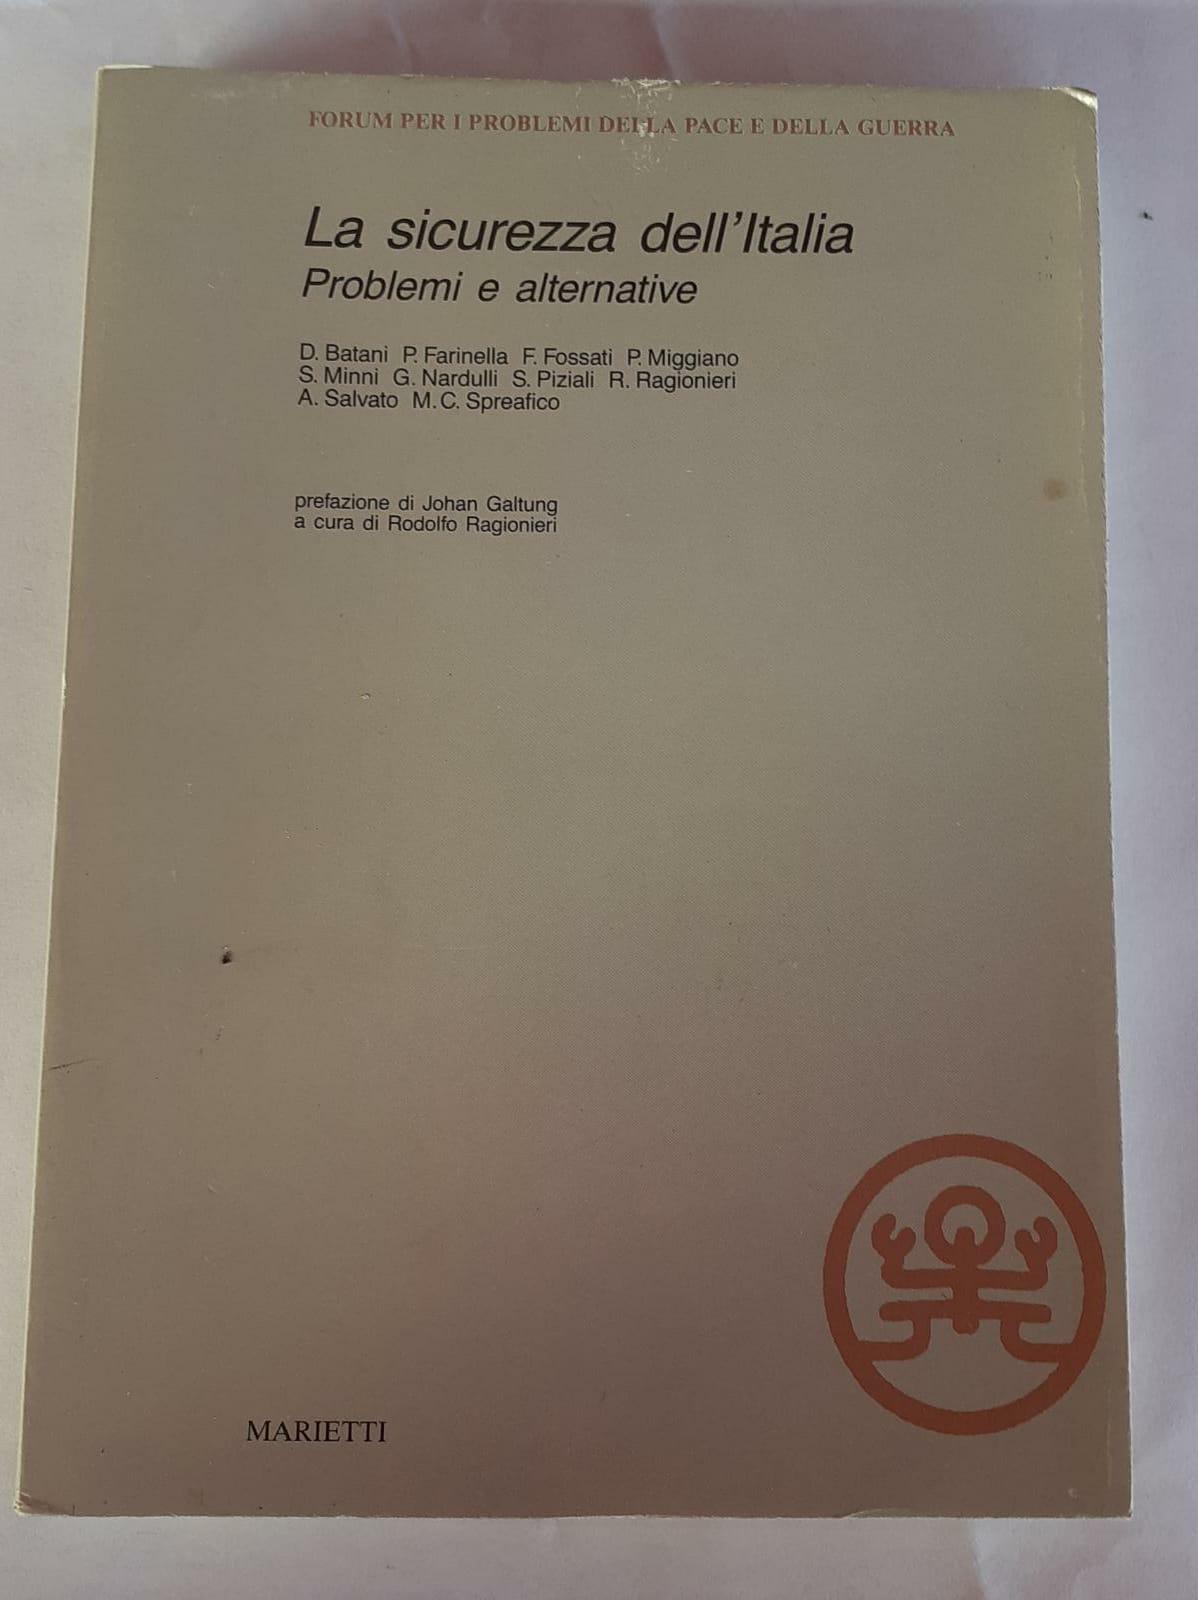 FORUM PER I PROBLEMI DELLA PACE E DELLA GUERRA
La sicurezza dell'Italia
Problemi e alternative
D. Batani P. Farinella F. Fossati P. Miggiano
S. Minni G. Nardulli S. Piziali R. Ragionieri
A. Salvato M.C. Spreafico
prefazione di Johan Galtung
a cura di Rodolfo Ragionieri
MARIETTI